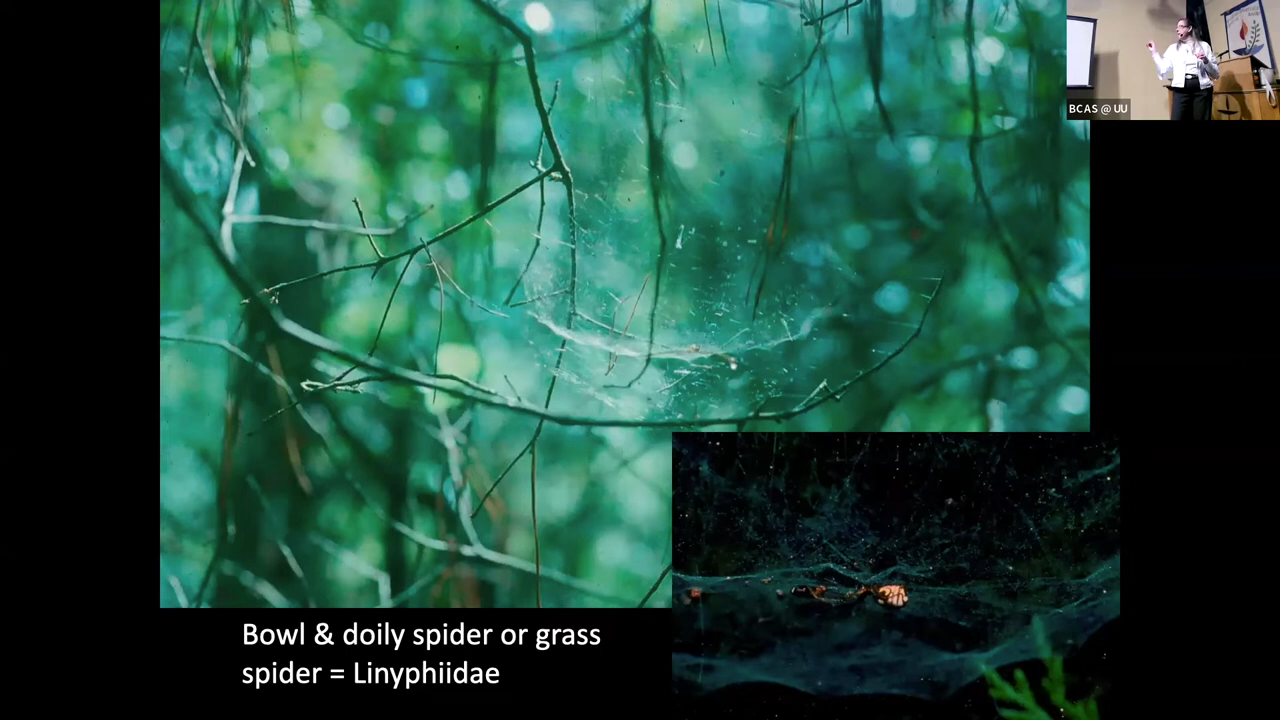 BCAS @ UU
Bowl & doily spider or grass
spider = Linyphiidae